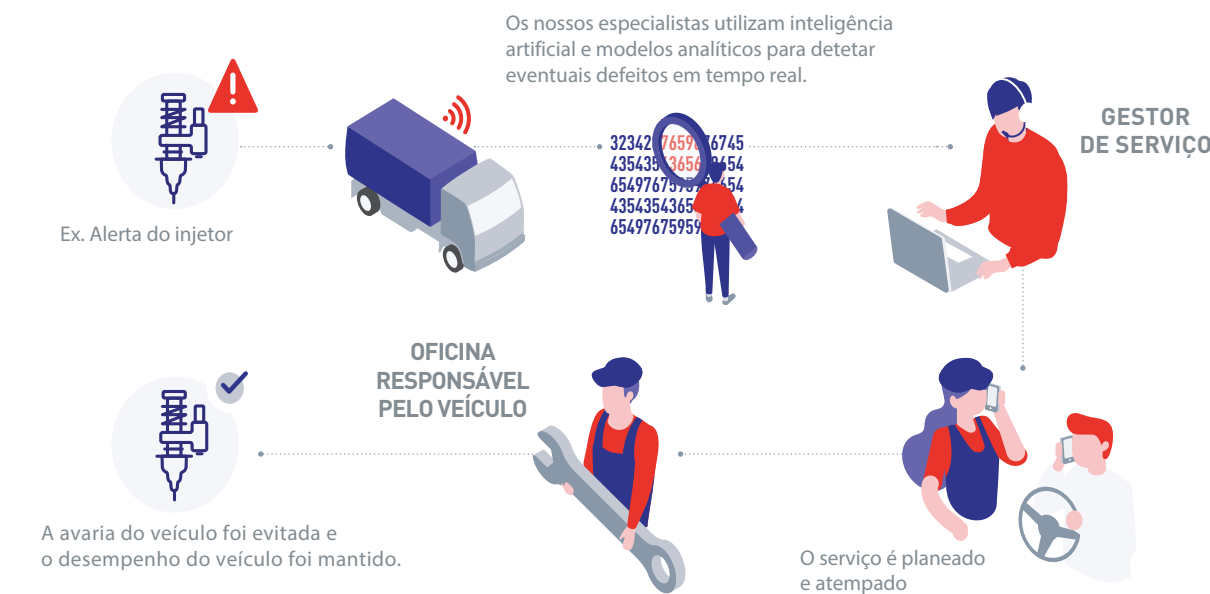 Os nossos especialistas utilizam inteligência
artificial e modelos analíticos para detetar
eventuais defeitos em tempo real.
Ex. Alerta do injetor
GESTOR
DE SERVIÇO
OFICINA
RESPONSÁVEL
PELO VEÍCULO
O serviço é planeado
e atempado
A avaria do veículo foi evitada e
o desempenho do veículo foi mantido.